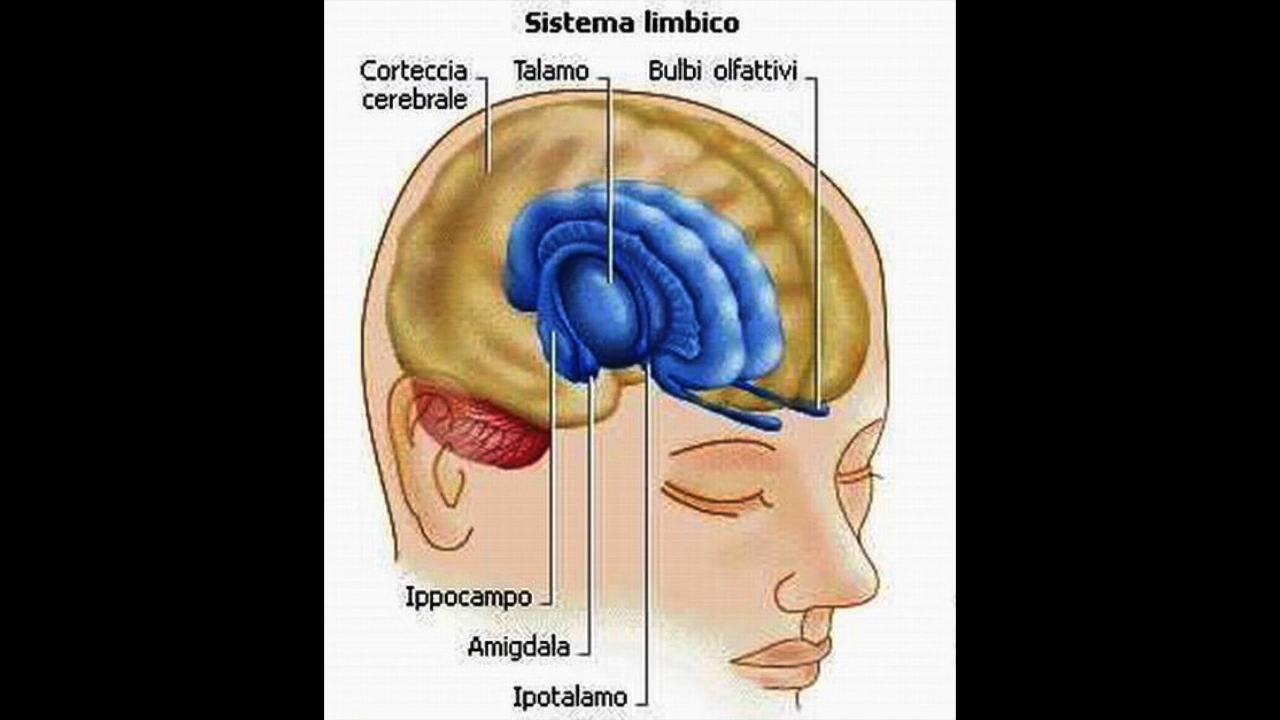 Sistema limbico
Corteccia
cerebrale
Talamo
Bulbi olfattivi
Ippocampo
Amigdala
Ipotalamo